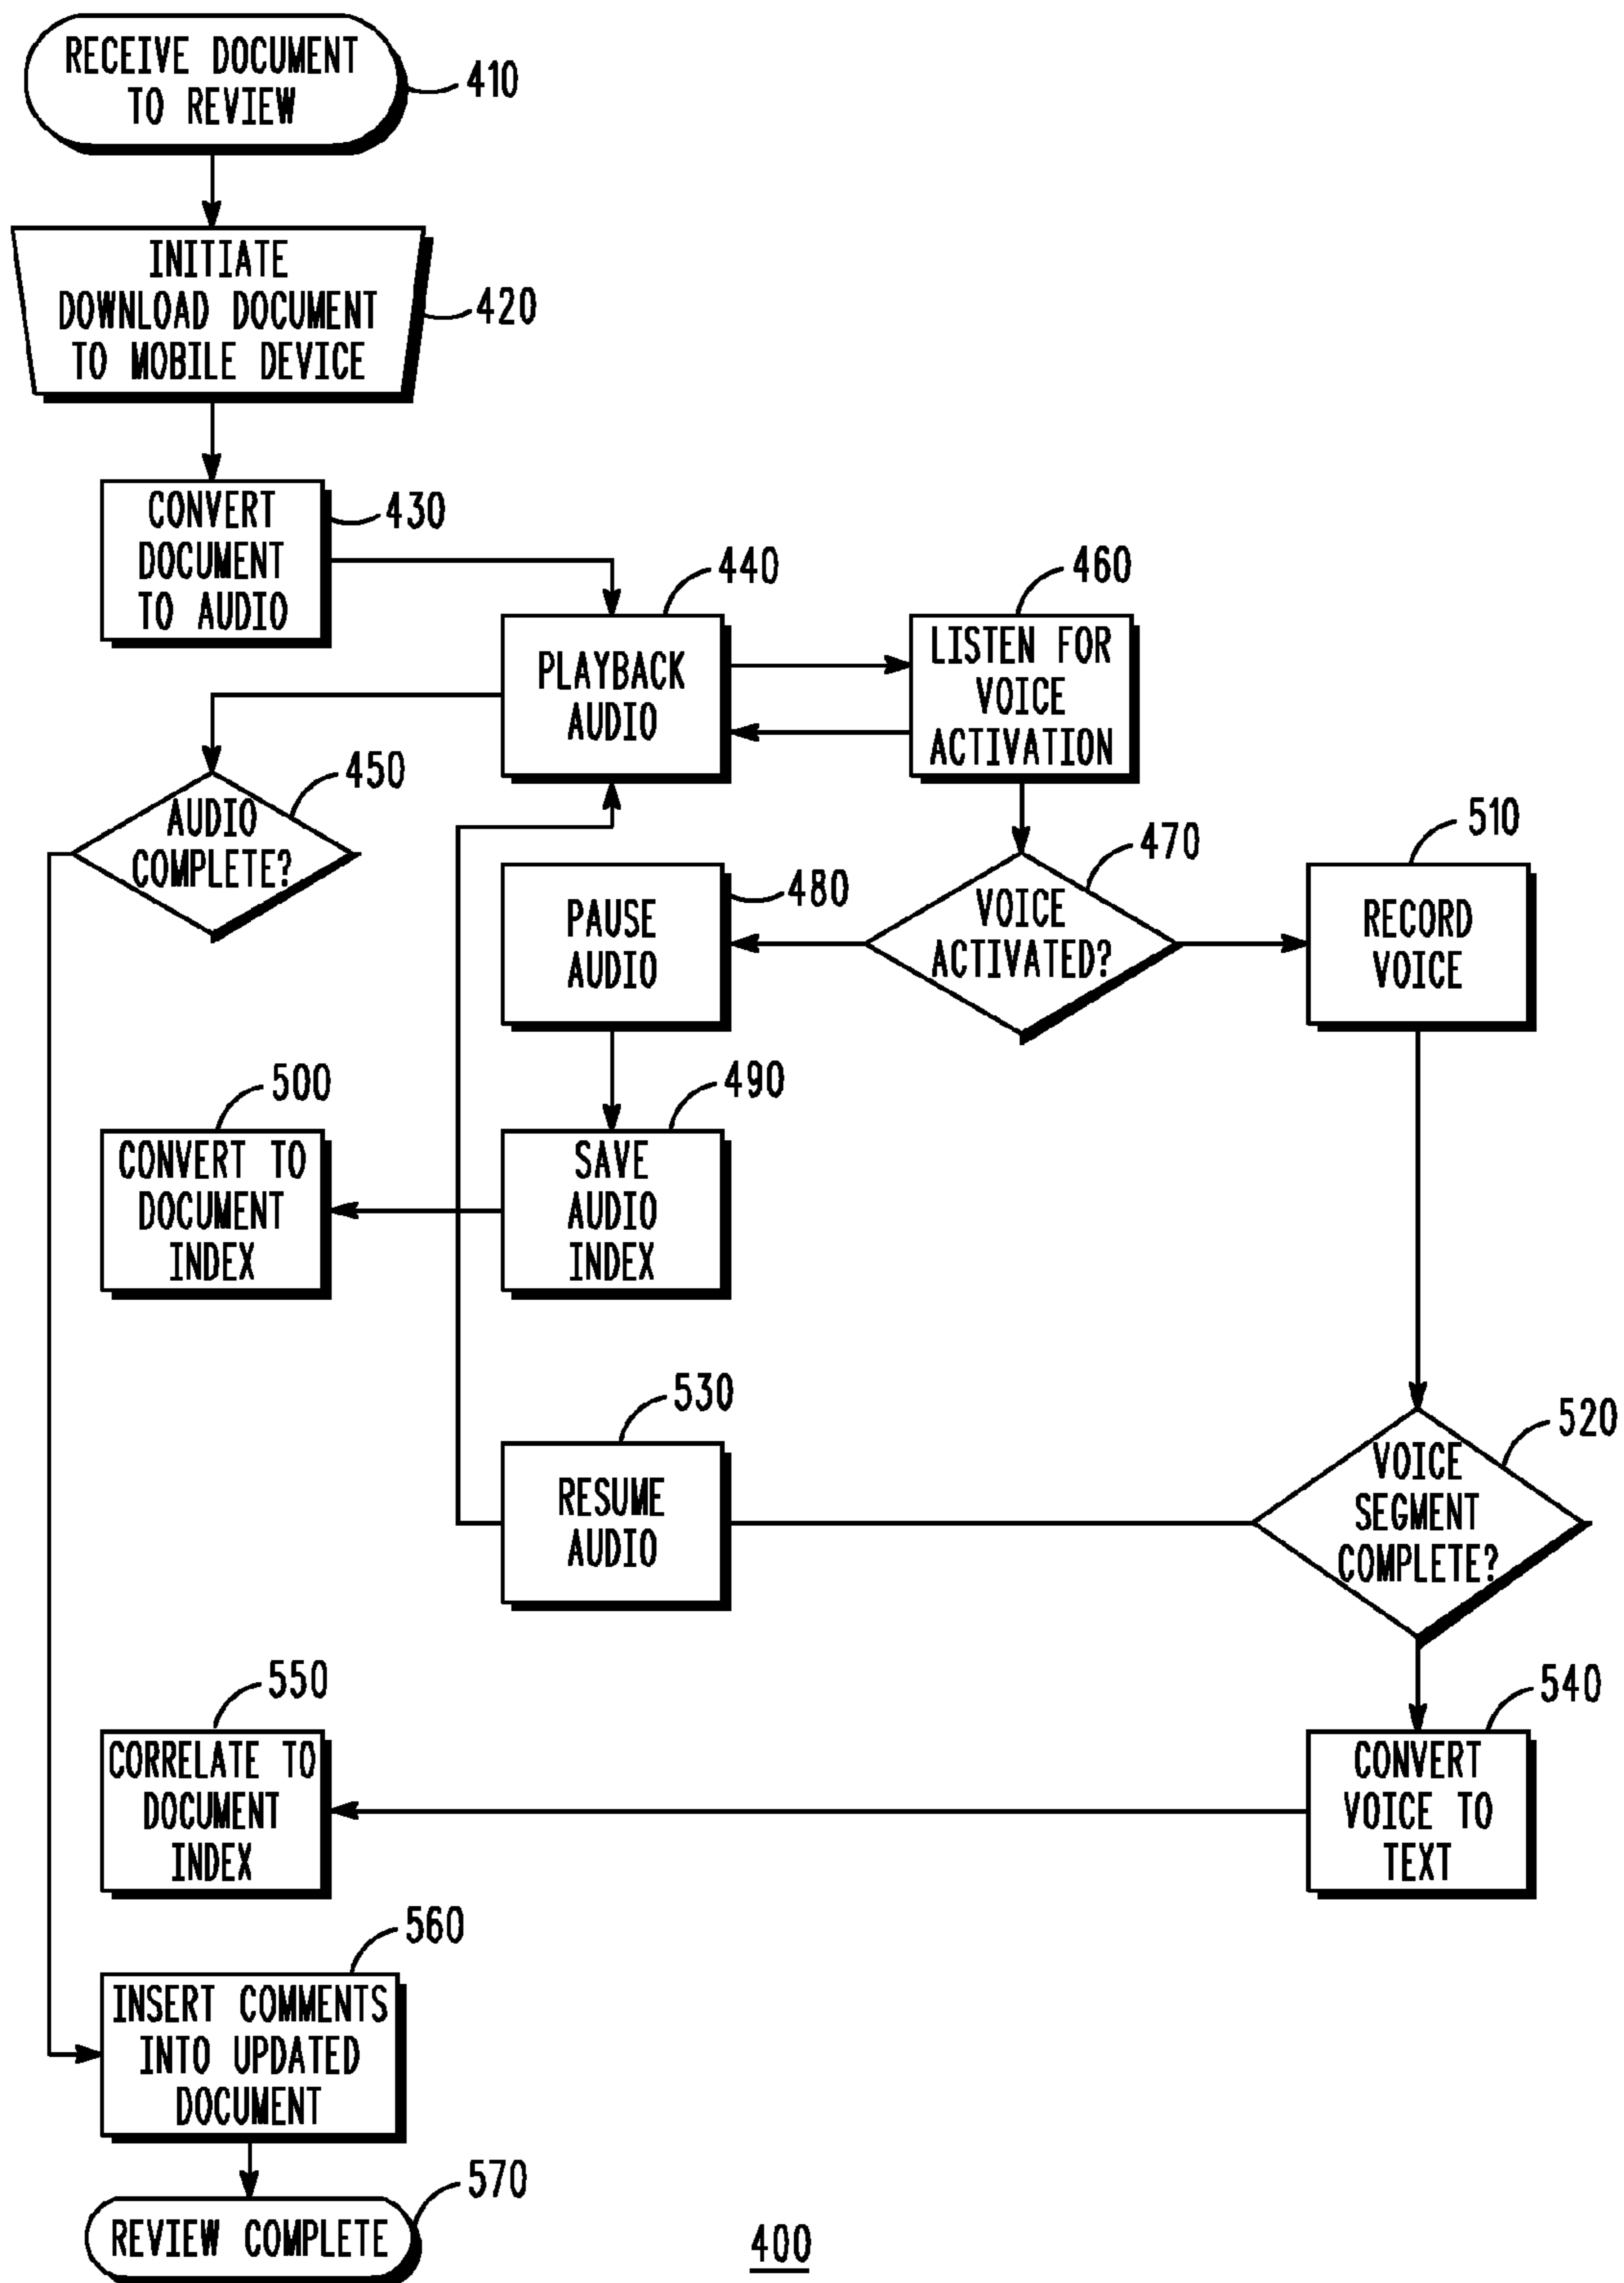 RECEIVE DOCUMENT
TO REVIEW
410
INITIATE
DOWNLOAD DOCUMENT
TO MOBILE DEVICE
420
CONVERT
DOCUMENT
TO AUDIO
430
PLAYBACK
AUDIO
440
LISTEN FOR
VOICE
ACTIVATION
460
AUDIO
COMPLETE?
450
VOICE
ACTIVATED?
470
PAUSE
AUDIO
480
RECORD
VOICE
510
SAVE
AUDIO
INDEX
490
CONVERT TO
DOCUMENT
INDEX
500
VOICE
SEGMENT
COMPLETE?
520
RESUME
AUDIO
530
CONVERT
VOICE TO
TEXT
540
CORRELATE TO
DOCUMENT
INDEX
550
INSERT COMMENTS
INTO UPDATED
DOCUMENT
560
REVIEW COMPLETE
570
400